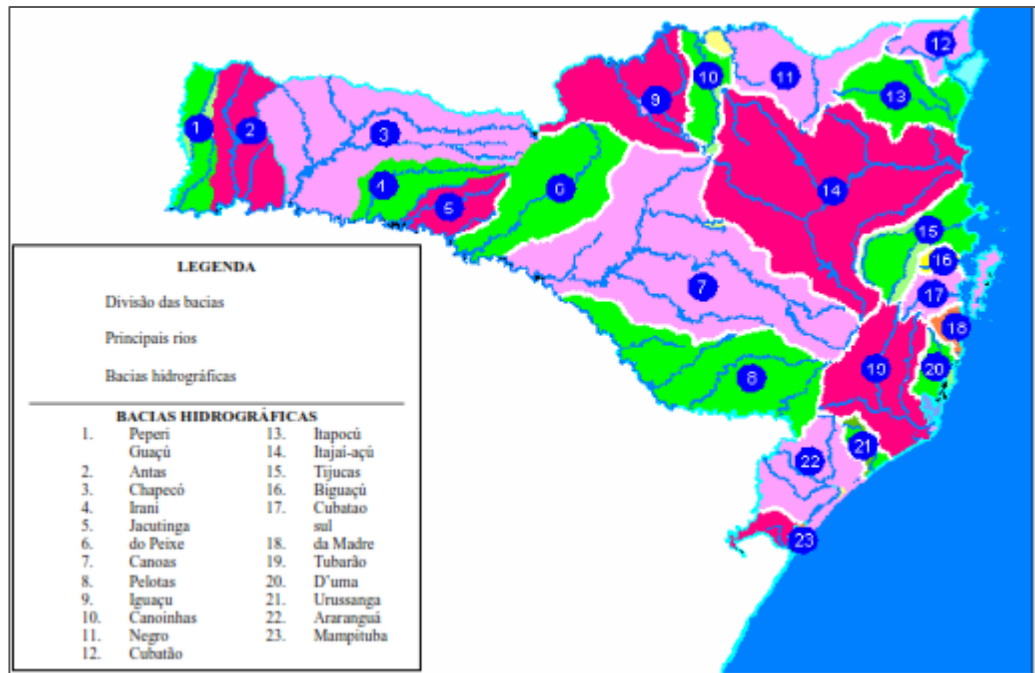 1
2
3
4
5
6
7
8
9
10
11
12
13
14
15
16
17
18
19
20
21
22
23
LEGENDA
Divisão das bacias
Principais rios
Bacias hidrográficas
BACIAS HIDROGRÁFICAS
1. Peperi
Guaçú
2. Antas
3. Chapecó
4. Irani
5. Jacutinga
6. do Peixe
7. Canoas
8. Pelotas
9. Iguaçu
10. Canoinhas
11. Negro
12. Cubatão
13. Itapocú
14. Itajaí-açú
15. Tijucas
16. Biguaçú
17. Cubatao
sul
18. da Madre
19. Tubarão
20. D'uma
21. Urussanga
22. Araranguá
23. Mampituba